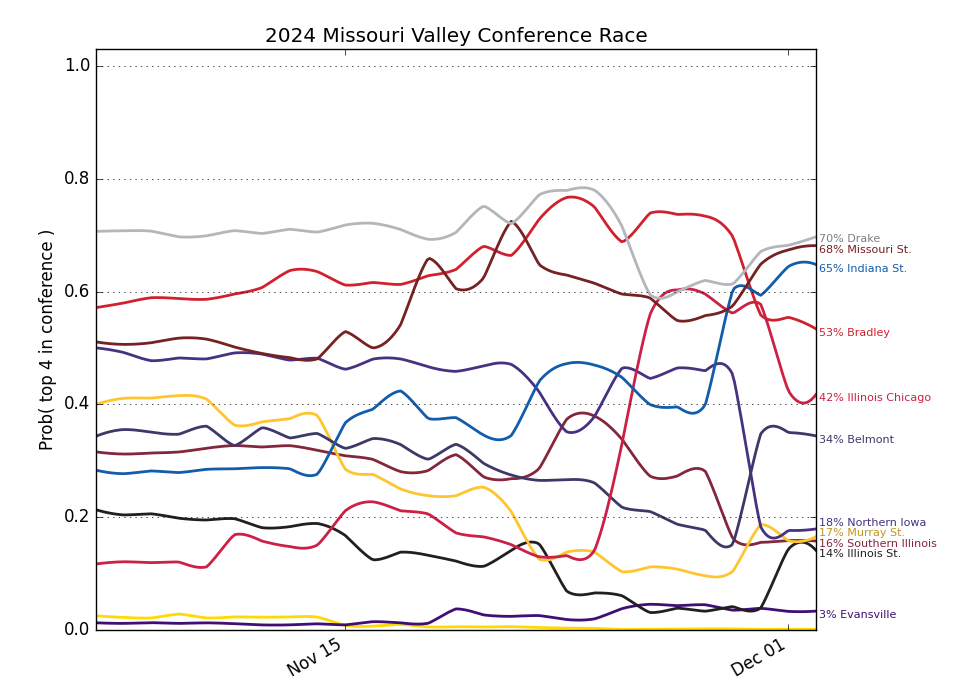 2024 Missouri Valley Conference Race
Prob( top 4 in conference )
1.0
0.8
0.6
0.4
0.2
0.0
Nov 15
Dec 01
70% Drake
68% Missouri St.
65% Indiana St.
53% Bradley
42% Illinois Chicago
34% Belmont
18% Northern Iowa
17% Murray St.
16% Southern Illinois
14% Illinois St.
3% Evansville